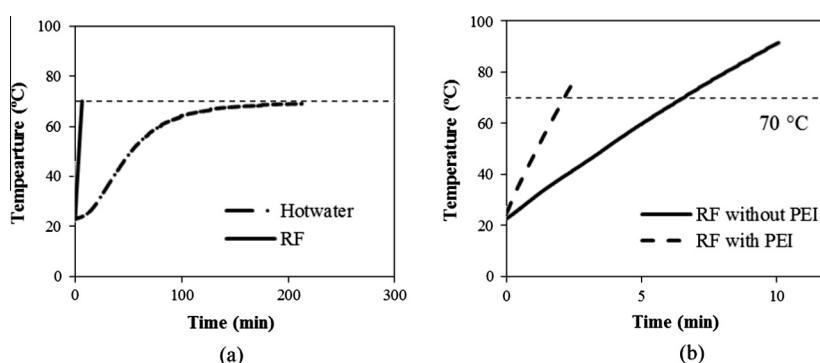 100
80
60
40
20
0
Tempearture (ºC)
Hotwater
RF
0 100 200 300
Time (min)
(a)
100
80
60
40
20
0
Temperature (ºC)
70 °C
RF without PEI
RF with PEI
0 5 10
Time (min)
(b)